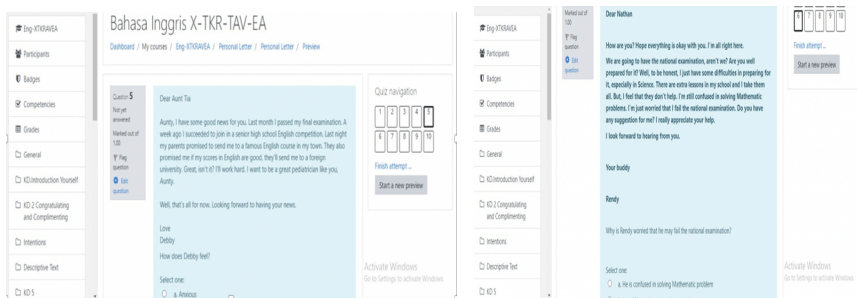 Bahasa Inggris X-TKR-TAV-EA
Dashboard / My courses / Eng-XTKRAVEA / Personal Letter / Personal Letter / Preview
Eng-XTKRAVEA
Participants
Badges
Competencies
Grades
General
KD.Introduction Yourself
KD-2 Congratulating
and Complimenting
Intentions
Descriptive Text
KD 5
Question 5
Not yet
answered
Marked out of
1.00
Flag
question
Edit
question
Dear Aunt Tia
Aunty, I have some good news for you. Last month I passed my final examination. A
week ago I succeeded to join in a senior high school English competition. Last night
my parents promised to send me to a famous English course in my town. They also
promised me if my scores in English are good, they'll send me to a foreign
university. Great, isn't it? I'll work hard. I want to be a great pediatrician like you,
Aunty.
Well, that's all for now. Looking forward to having your news.
Love
Debby
How does Debby feel?
Select one:
a. Anxious
Quiz navigation
1 2 3 4 5
6 7 8 9 10
Finish attempt ...
Start a new preview
Activate Windows
Go to Settings to activate Windows.
Eng-XTKRAVEA
Participants
Badges
Competencies
Grades
General
KD.Introduction Yourself
KD-2 Congratulating
and Complimenting
Intentions
Descriptive Text
KD 5
Marked out of
1.00
Flag
question
Edit
question
Dear Nathan
How are you? Hope everything is okay with you. I'm all right here.
We are going to have the national examination, aren't we? Are you well
prepared for it? Well, to be honest, I just have some difficulties in preparing for
it, especially in Science. There are extra lessons in my school and I take them
all. But, I feel that they don't help. I'm still confused in solving Mathematic
problems. I'm just worried that I fail the national examination. Do you have
any suggestion for me? I really appreciate your help.
I look forward to hearing from you.
Your buddy
Rendy
Why is Rendy worried that he may fail the national examination?
Select one:
a. He is confused in solving Mathematic problem
6 7 8 9 10
Finish attempt ...
Start a new preview
Activate Windows
Go to Settings to activate Windows.